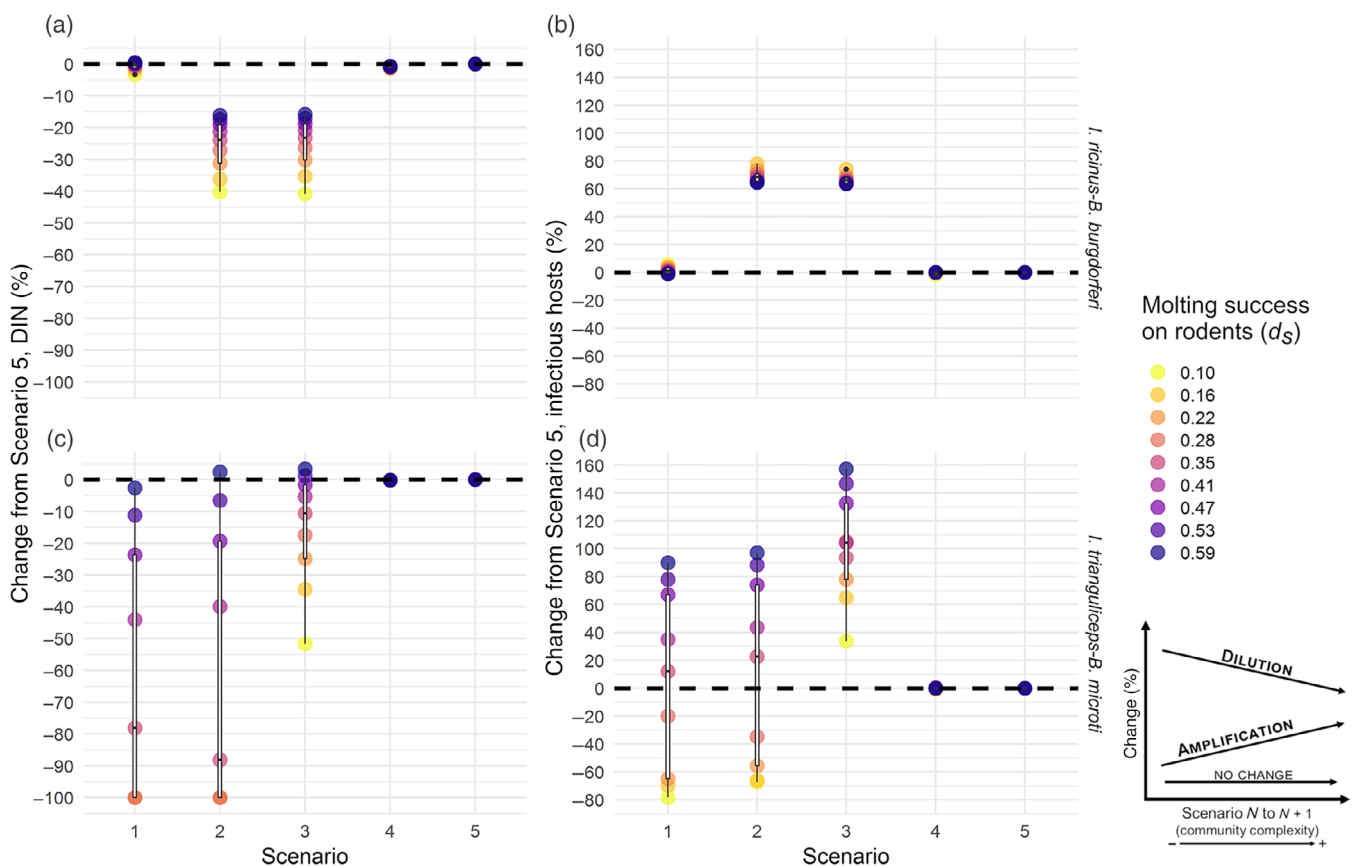 (a)
0
−10
−20
−30
−40
−50
−60
−70
−80
−90
−100
(b)
160
140
120
100
80
60
40
20
0
−20
−40
−60
−80
I. ricinus-B. burgdorferi
Change from Scenario 5, DIN (%)
Change from Scenario 5, infectious hosts (%)
(c)
0
−10
−20
−30
−40
−50
−60
−70
−80
−90
−100
1 2 3 4 5
Scenario
(d)
160
140
120
100
80
60
40
20
0
−20
−40
−60
−80
1 2 3 4 5
Scenario
I. trianguliceps-B. microti
Molting success
on rodents (dS)
0.10
0.16
0.22
0.28
0.35
0.41
0.47
0.53
0.59
Change (%)
DILUTION
AMPLIFICATION
NO CHANGE
Scenario N to N + 1
(community complexity)
− +